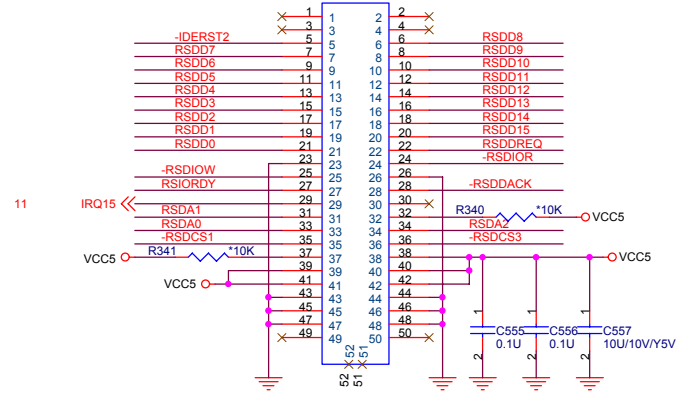 1 1 2 2
3 3 4 4
-IDERST2 5 5 6 6 RSDD8
RSDD7 7 7 8 8 RSDD9
RSDD6 9 9 10 10 RSDD10
RSDD5 11 11 12 12 RSDD11
RSDD4 13 13 14 14 RSDD12
RSDD3 15 15 16 16 RSDD13
RSDD2 17 17 18 18 RSDD14
RSDD1 19 19 20 20 RSDD15
RSDD0 21 21 22 22 RSDDREQ
23 23 24 24 -RSDIOR
-RSDIOW 25 25 26 26
RSIORDY 27 27 28 28 -RSDDACK
11 IRQ15 29 29 30 30
RSDA1 31 31 32 32 R340 *10K VCC5
RSDA0 33 33 34 34 RSDA2
-RSDCS1 35 35 36 36 -RSDCS3
VCC5 R341 *10K 37 37 38 38 VCC5
39 39 40 40
VCC5 41 41 42 42
43 43 44 44
45 45 46 46
47 47 48 48
49 49 50 50
52 51
52 51
1 1 1
C555 C556 C557
0.1U 0.1U 10U/10V/Y5V
2 2 2